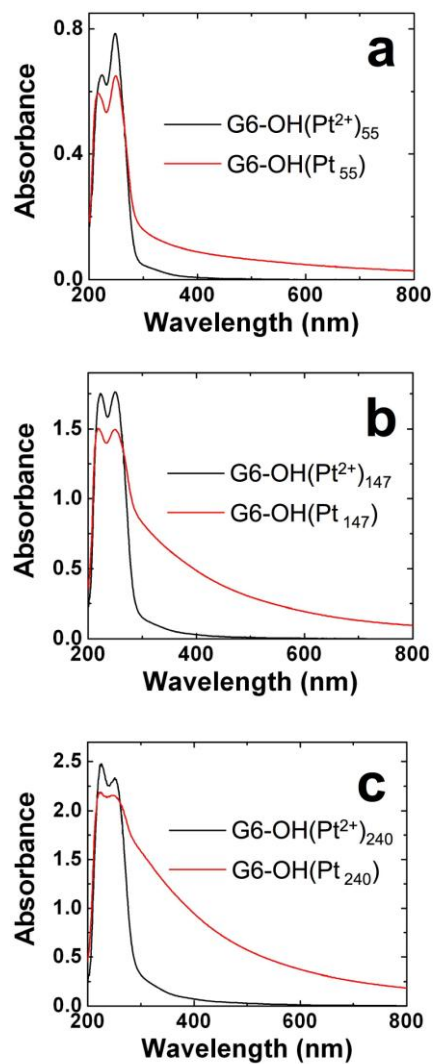 a
0.8
G6-OH(Pt²⁺)₅₅
G6-OH(Pt ₅₅)
0.4
0.0
200 400 600 800
Absorbance
Wavelength (nm)
b
1.5
G6-OH(Pt²⁺)₁₄₇
1.0
G6-OH(Pt ₁₄₇)
0.5
0.0
200 400 600 800
Absorbance
Wavelength (nm)
c
2.5
G6-OH(Pt²⁺)₂₄₀
2.0
G6-OH(Pt ₂₄₀)
1.5
1.0
0.5
0.0
200 400 600 800
Absorbance
Wavelength (nm)